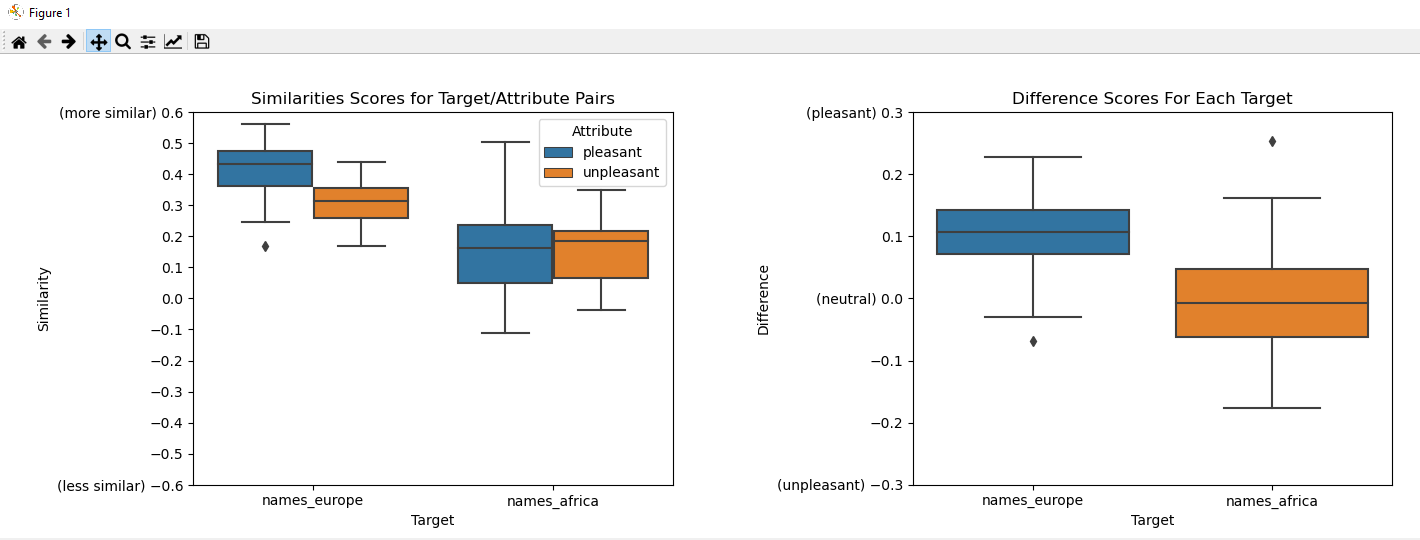 Figure 1
Similarities Scores for Target/Attribute Pairs
(more similar) 0.6
0.5
0.4
0.3
0.2
0.1
0.0
−0.1
−0.2
−0.3
−0.4
−0.5
(less similar) −0.6
Similarity
Attribute
pleasant
unpleasant
names_europe
names_africa
Target
Difference Scores For Each Target
(pleasant) 0.3
0.2
0.1
(neutral) 0.0
−0.1
−0.2
(unpleasant) −0.3
Difference
names_europe
names_africa
Target